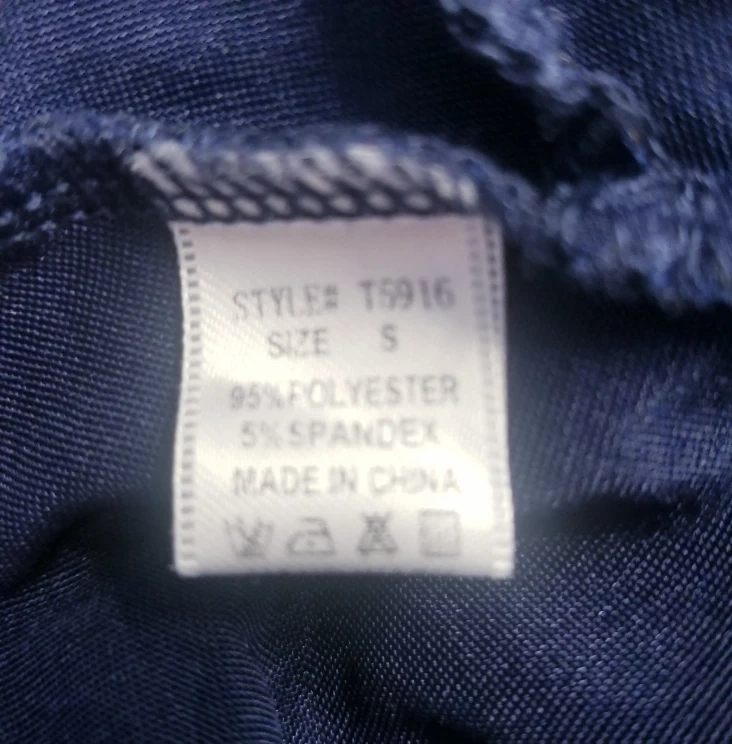 STYLE# T5916
SIZE S
95%POLYESTER
5%SPANDEX
MADE IN CHINA